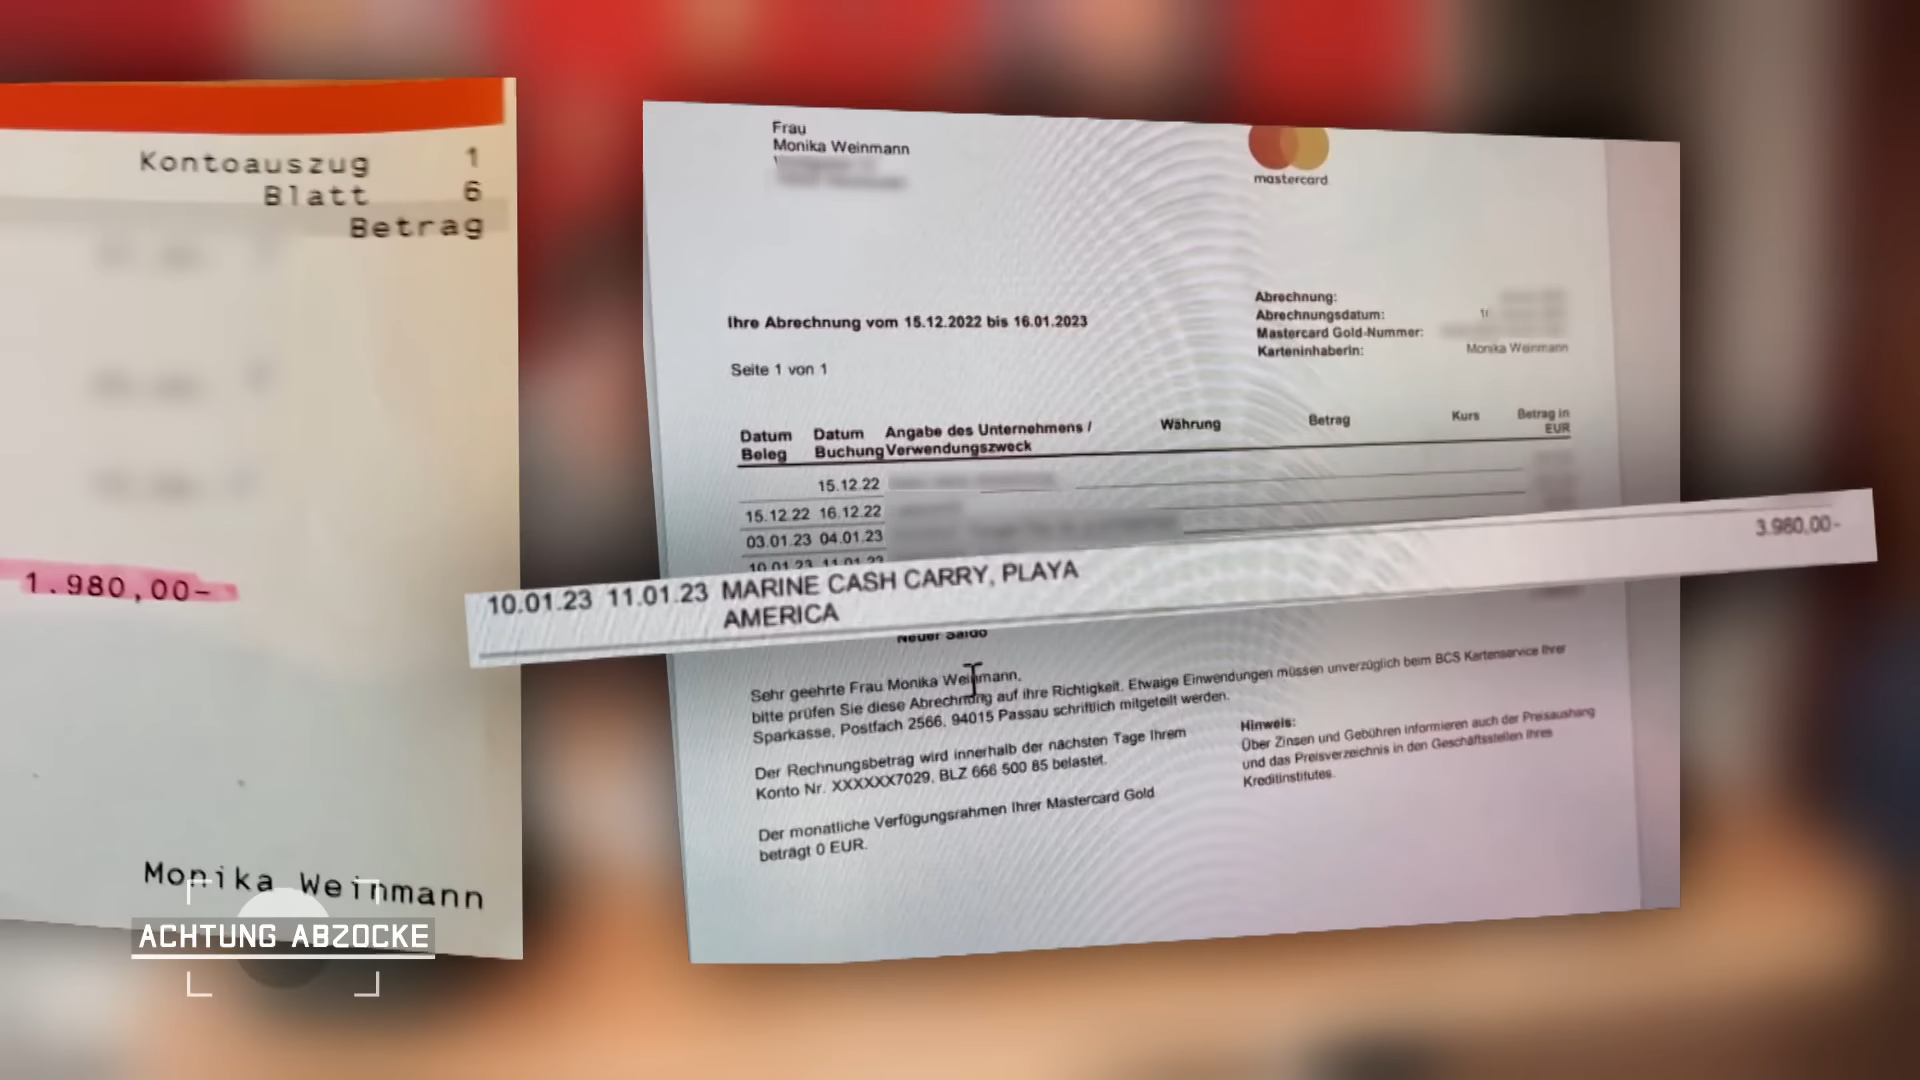 Kontoauszug 1
Blatt 6
Betrag
1.980,00-
Monika Weinmann
ACHTUNG ABZOCKE
Frau
Monika Weinmann
mastercard
Abrechnung:
Abrechnungsdatum:
Mastercard Gold-Nummer:
Karteninhaberin: Monika Weinmann
Ihre Abrechnung vom 15.12.2022 bis 16.01.2023
Seite 1 von 1
Datum Datum Angabe des Unternehmens / Währung Betrag Kurs Betrag in
Beleg Buchung Verwendungszweck EUR
15.12.22
15.12.22 16.12.22
03.01.23 04.01.23
10.01.23 11.01.23
10.01.23 11.01.23 MARINE CASH CARRY, PLAYA 3.980,00-
AMERICA
Neuer Saldo
Sehr geehrte Frau Monika Weinmann,
bitte prüfen Sie diese Abrechnung auf ihre Richtigkeit. Etwaige Einwendungen müssen unverzüglich beim BCS Kartenservice Ihrer
Sparkasse, Postfach 2566, 94015 Passau schriftlich mitgeteilt werden.
Der Rechnungsbetrag wird innerhalb der nächsten Tage Ihrem
Konto Nr. XXXXXX7029, BLZ 666 500 85 belastet.
Der monatliche Verfügungsrahmen Ihrer Mastercard Gold
beträgt 0 EUR.
Hinweis:
Über Zinsen und Gebühren informieren auch der Preisaushang
und das Preisverzeichnis in den Geschäftsstellen Ihres
Kreditinstitutes.